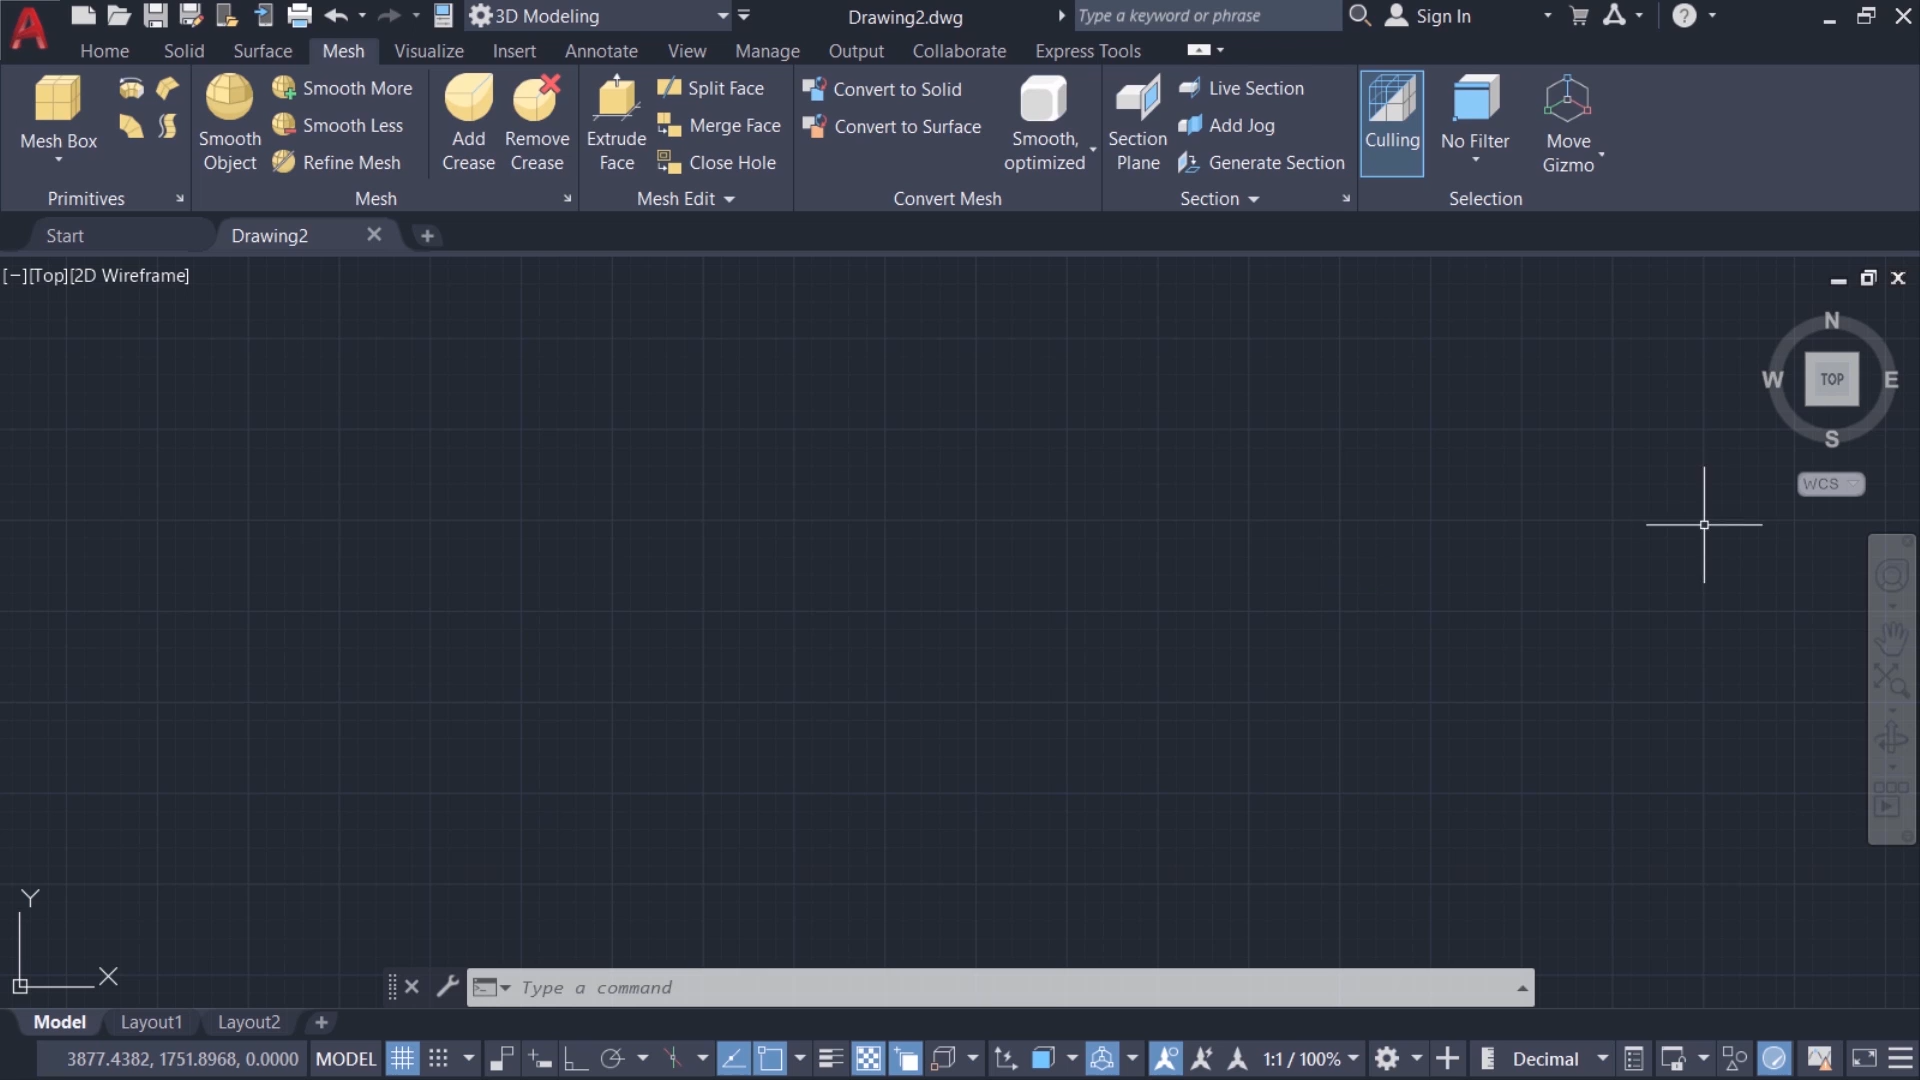 3D Modeling
Drawing2.dwg
Type a keyword or phrase
Sign In
Home
Solid
Surface
Mesh
Visualize
Insert
Annotate
View
Manage
Output
Collaborate
Express Tools
Mesh Box
Primitives
Smooth
Object
Smooth More
Smooth Less
Refine Mesh
Add
Crease
Remove
Crease
Mesh
Extrude
Face
Split Face
Merge Face
Close Hole
Mesh Edit
Convert to Solid
Convert to Surface
Smooth,
optimized
Convert Mesh
Section
Plane
Live Section
Add Jog
Generate Section
Section
Culling
No Filter
Move
Gizmo
Selection
Start
Drawing2
[−][Top][2D Wireframe]
N
W
TOP
E
S
WCS
Y
X
Type a command
Model
Layout1
Layout2
3877.4382, 1751.8968, 0.0000
MODEL
1:1 / 100%
Decimal